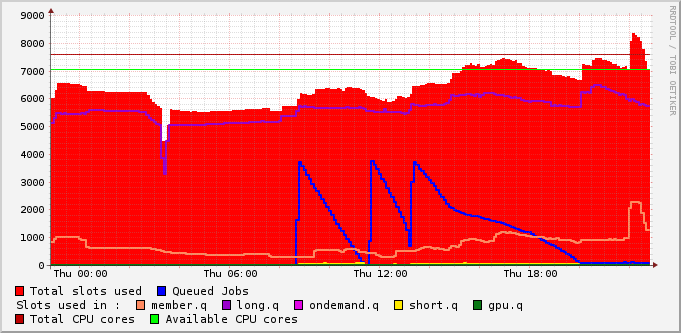 RRDTOOL / TOBI OETIKER
9000
8000
7000
6000
5000
4000
3000
2000
1000
0
Thu 00:00 Thu 06:00 Thu 12:00 Thu 18:00
Total slots used Queued Jobs
Slots used in : member.q long.q ondemand.q short.q gpu.q
Total CPU cores Available CPU cores